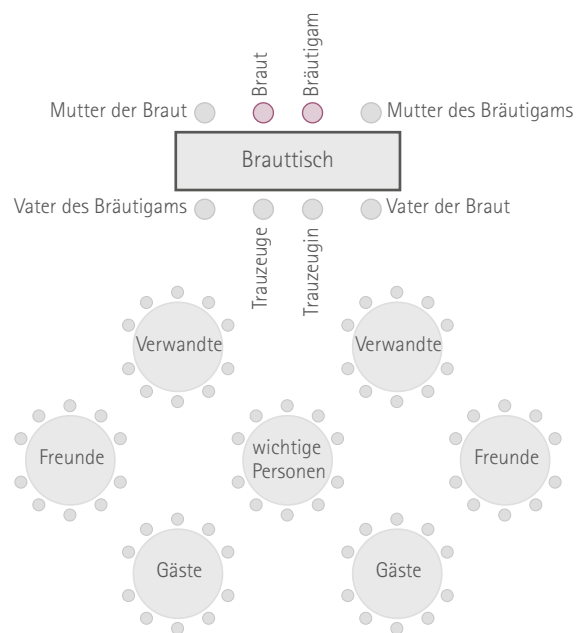 Braut
Bräutigam
Mutter der Braut
Mutter des Bräutigams
Brauttisch
Vater des Bräutigams
Vater der Braut
Trauzeuge
Trauzeugin
Verwandte
Verwandte
Freunde
wichtige
Personen
Freunde
Gäste
Gäste